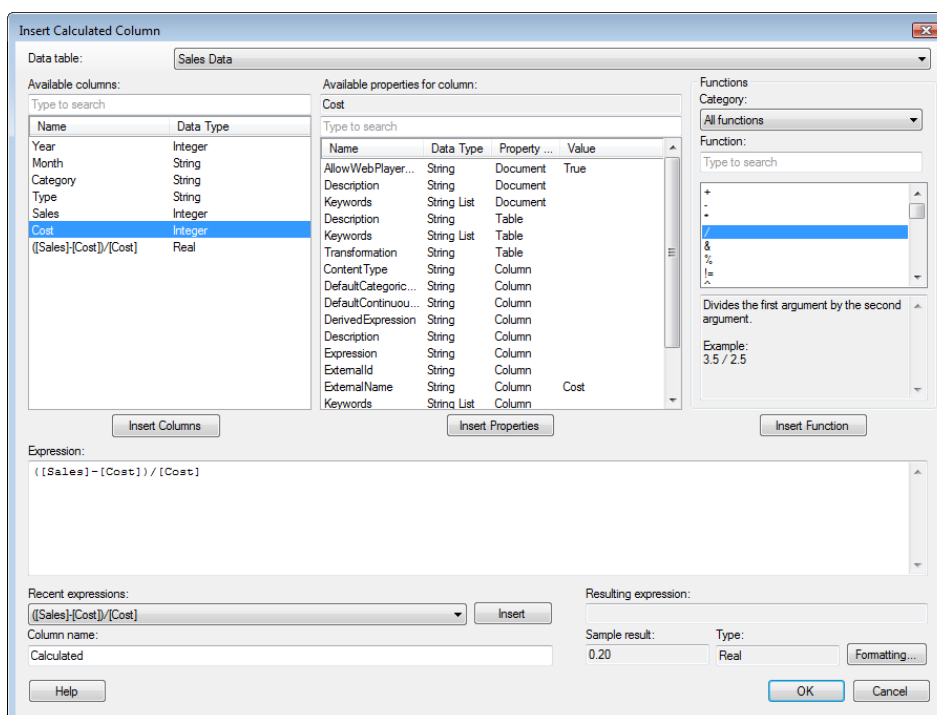 Insert Calculated Column
Data table: Sales Data
Available columns:
Type to search
Name Data Type
Year Integer
Month String
Category String
Type String
Sales Integer
Cost Integer
([Sales]-[Cost])/[Cost] Real
Insert Columns
Available properties for column:
Cost
Type to search
Name Data Type Property ... Value
AllowWebPlayer... String Document True
Description String Document
Keywords String List Document
Description String Table
Keywords String List Table
Transformation String Table
ContentType String Column
DefaultCategoric... String Column
DefaultContinuou... String Column
DerivedExpression String Column
Description String Column
Expression String Column
ExternalId String Column
ExternalName String Column Cost
Keywords String List Column
Insert Properties
Functions
Category:
All functions
Function:
Type to search
+
-
*
/
&
%
!=
^
Divides the first argument by the second
argument.
Example:
3.5 / 2.5
Insert Function
Expression:
([Sales]-[Cost])/[Cost]
Recent expressions:
([Sales]-[Cost])/[Cost] Insert
Column name:
Calculated
Resulting expression:
Sample result: Type:
0.20 Real Formatting...
Help OK Cancel